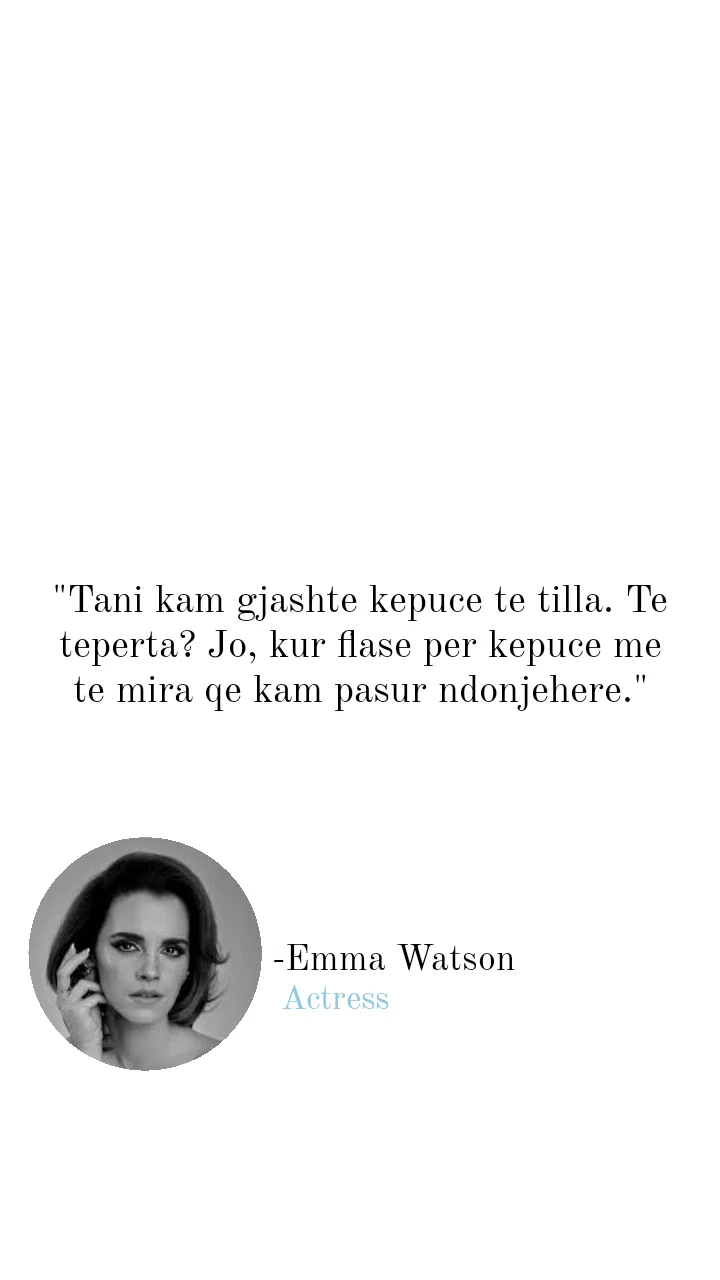 "Tani kam gjashte kepuce te tilla. Te
teperta? Jo, kur flase per kepuce me
te mira qe kam pasur ndonjehere."
-Emma Watson
Actress